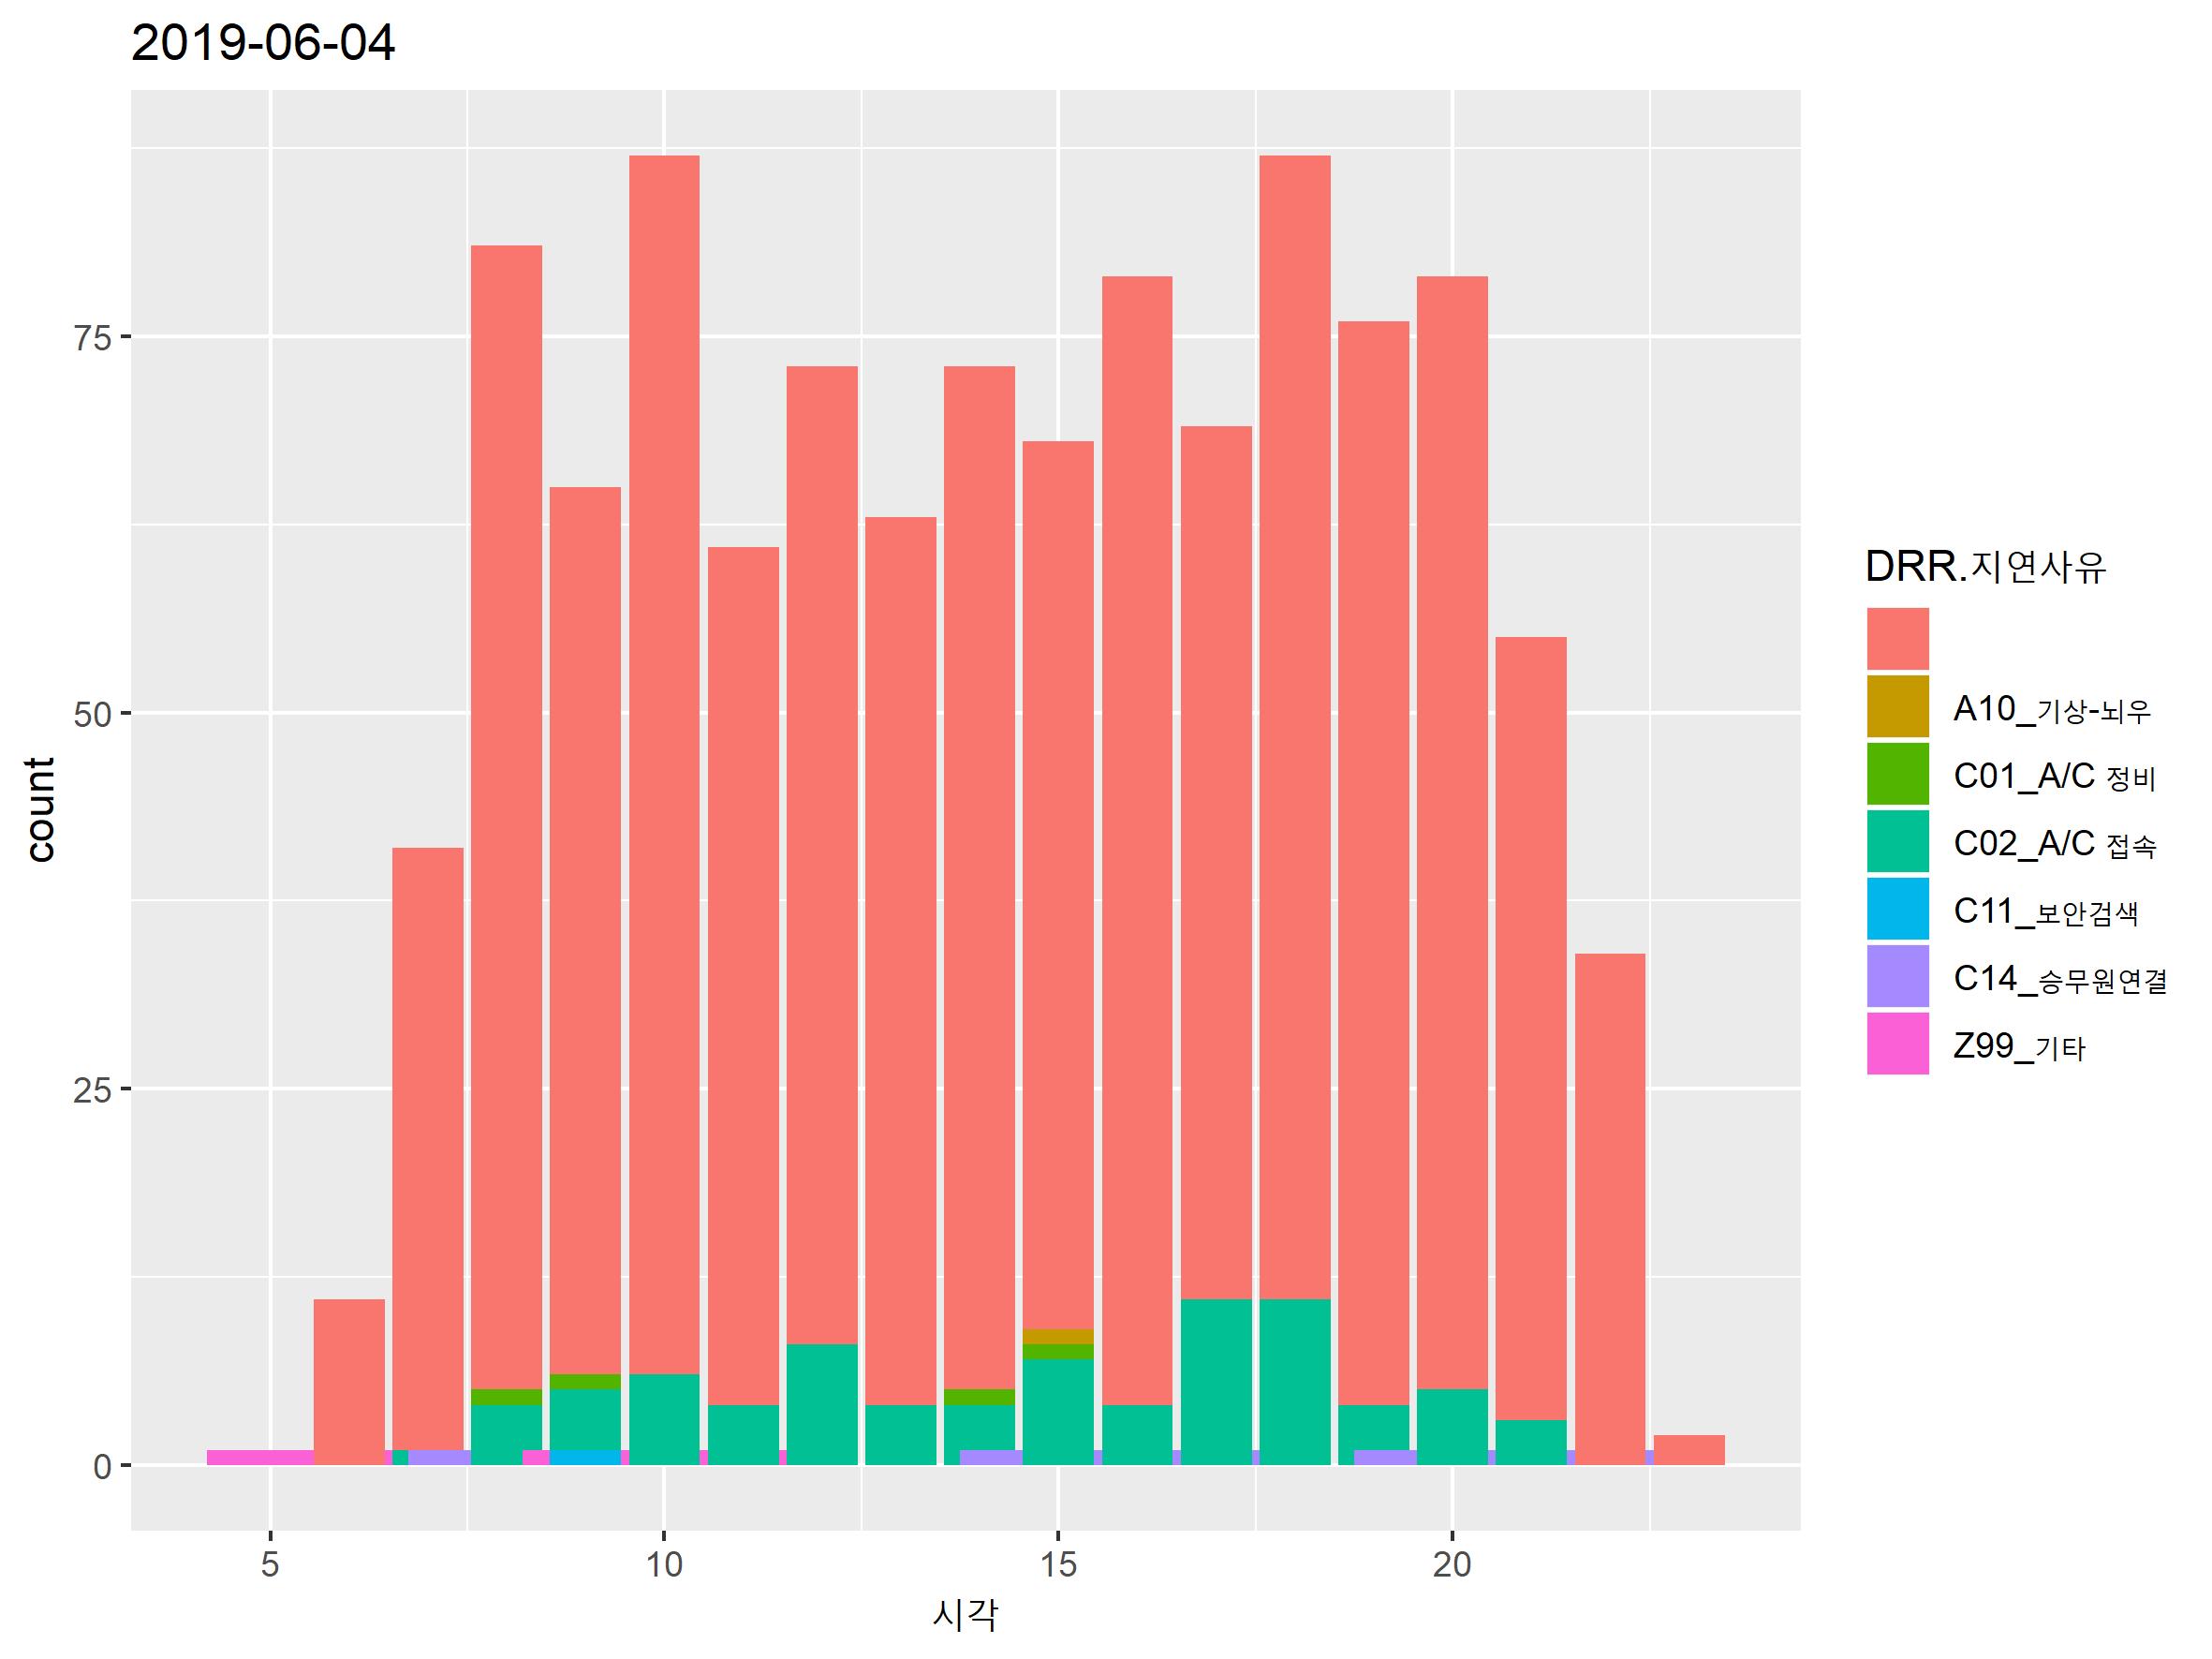 2019-06-04
count
75
50
25
0
5 10 15 20
시각
DRR.지연사유
A10_기상-뇌우
C01_A/C 정비
C02_A/C 접속
C11_보안검색
C14_승무원연결
Z99_기타